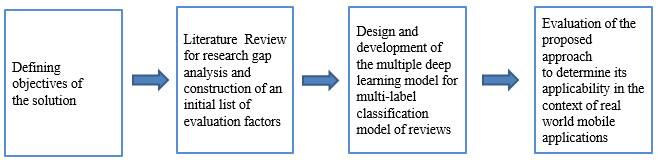 Defining
objectives of
the solution
Literature Review
for research gap
analysis and
construction of an
initial list of
evaluation factors
Design and
development of
the multiple deep
learning model for
multi-label
classification
model of reviews
Evaluation of the
proposed
approach
to determine its
applicability in the
context of real
world mobile
applications